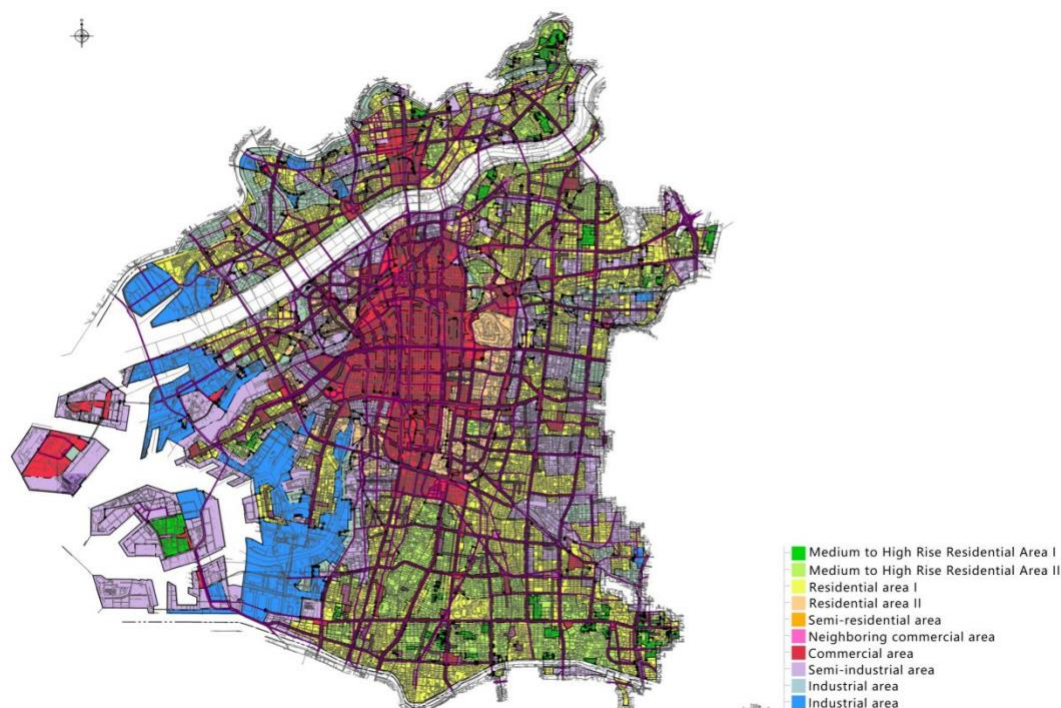 Medium to High Rise Residential Area I
Medium to High Rise Residential Area II
Residential area I
Residential area II
Semi-residential area
Neighboring commercial area
Commercial area
Semi-industrial area
Industrial area
Industrial area